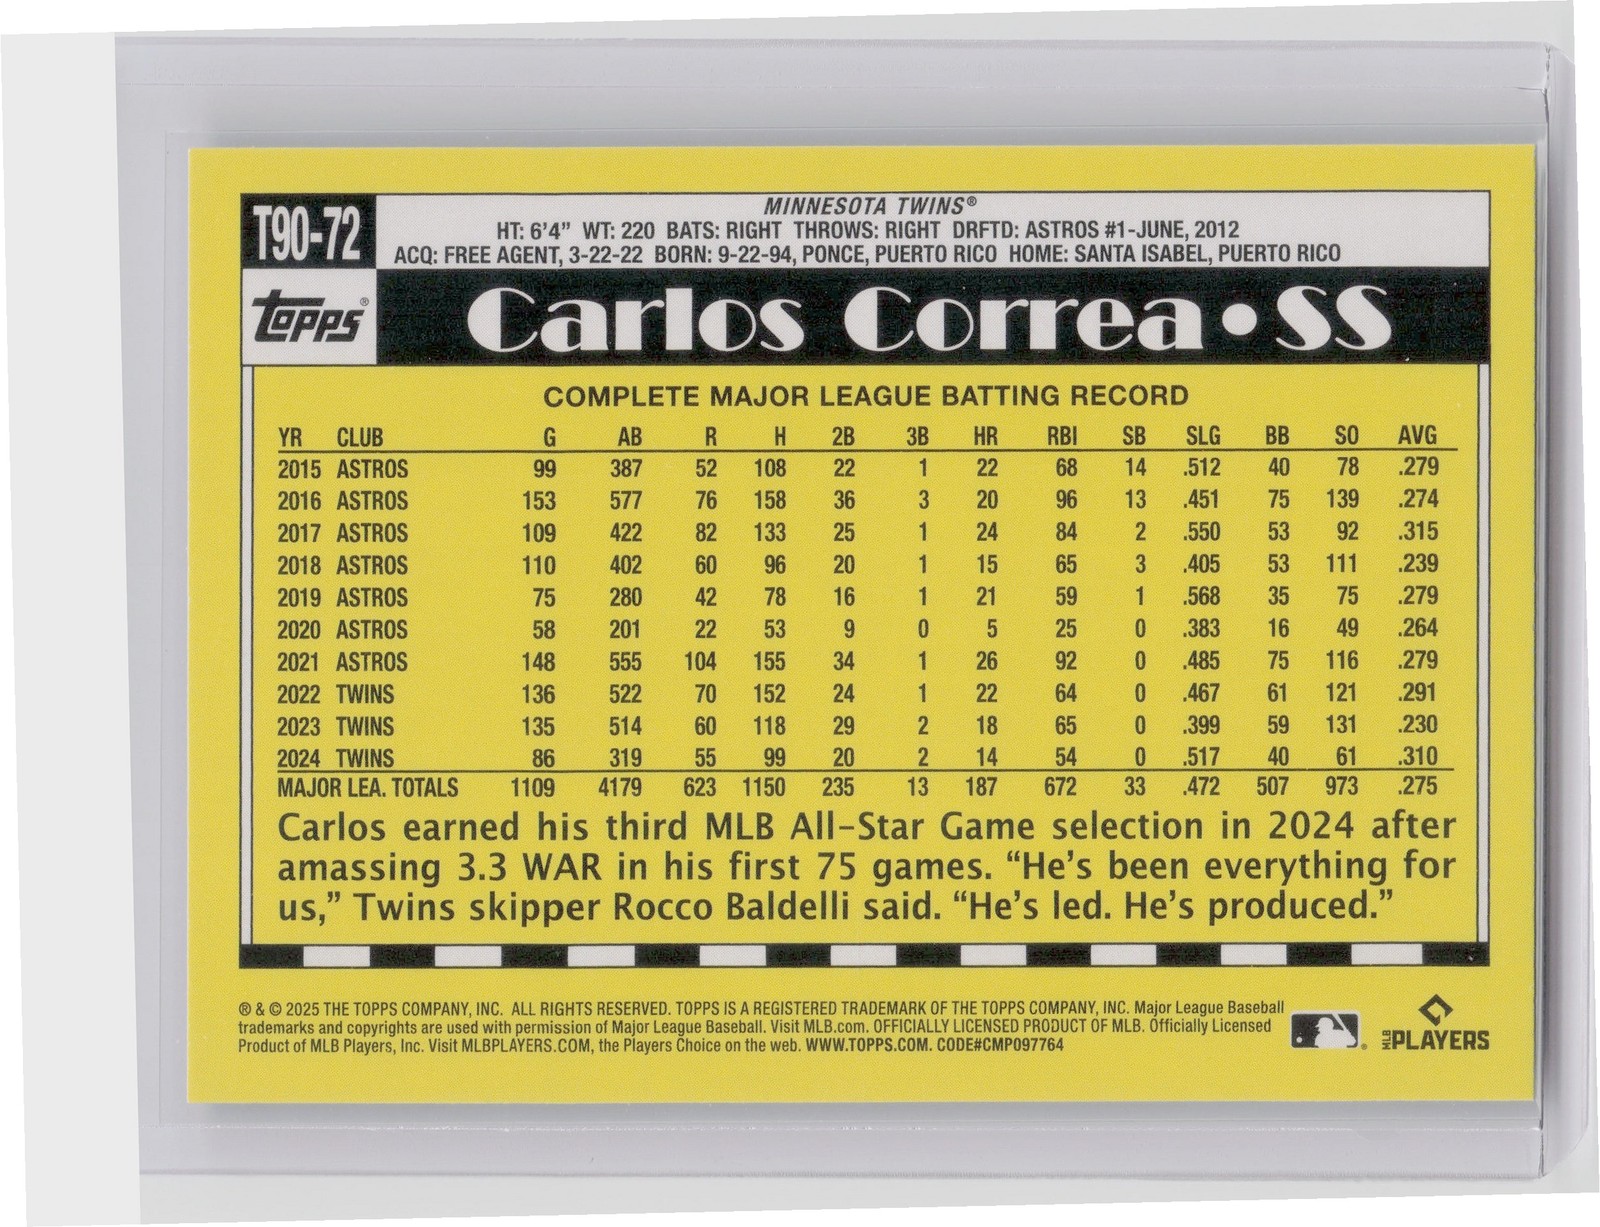 T90-72
MINNESOTA TWINS®
HT: 6'4" WT: 220 BATS: RIGHT THROWS: RIGHT DRFTD: ASTROS #1-JUNE, 2012
ACQ: FREE AGENT, 3-22-22 BORN: 9-22-94, PONCE, PUERTO RICO HOME: SANTA ISABEL, PUERTO RICO
topps®
Carlos Correa • SS
COMPLETE MAJOR LEAGUE BATTING RECORD
YR CLUB G AB R H 2B 3B HR RBI SB SLG BB SO AVG
2015 ASTROS 99 387 52 108 22 1 22 68 14 .512 40 78 .279
2016 ASTROS 153 577 76 158 36 3 20 96 13 .451 75 139 .274
2017 ASTROS 109 422 82 133 25 1 24 84 2 .550 53 92 .315
2018 ASTROS 110 402 60 96 20 1 15 65 3 .405 53 111 .239
2019 ASTROS 75 280 42 78 16 1 21 59 1 .568 35 75 .279
2020 ASTROS 58 201 22 53 9 0 5 25 0 .383 16 49 .264
2021 ASTROS 148 555 104 155 34 1 26 92 0 .485 75 116 .279
2022 TWINS 136 522 70 152 24 1 22 64 0 .467 61 121 .291
2023 TWINS 135 514 60 118 29 2 18 65 0 .399 59 131 .230
2024 TWINS 86 319 55 99 20 2 14 54 0 .517 40 61 .310
MAJOR LEA. TOTALS 1109 4179 623 1150 235 13 187 672 33 .472 507 973 .275
Carlos earned his third MLB All-Star Game selection in 2024 after
amassing 3.3 WAR in his first 75 games. “He’s been everything for
us,” Twins skipper Rocco Baldelli said. “He’s led. He’s produced.”
® & © 2025 THE TOPPS COMPANY, INC. ALL RIGHTS RESERVED. TOPPS IS A REGISTERED TRADEMARK OF THE TOPPS COMPANY, INC. Major League Baseball
trademarks and copyrights are used with permission of Major League Baseball. Visit MLB.com. OFFICIALLY LICENSED PRODUCT OF MLB. Officially Licensed
Product of MLB Players, Inc. Visit MLBPLAYERS.COM, the Players Choice on the web. WWW.TOPPS.COM. CODE#CMP097764
®
MLB PLAYERS